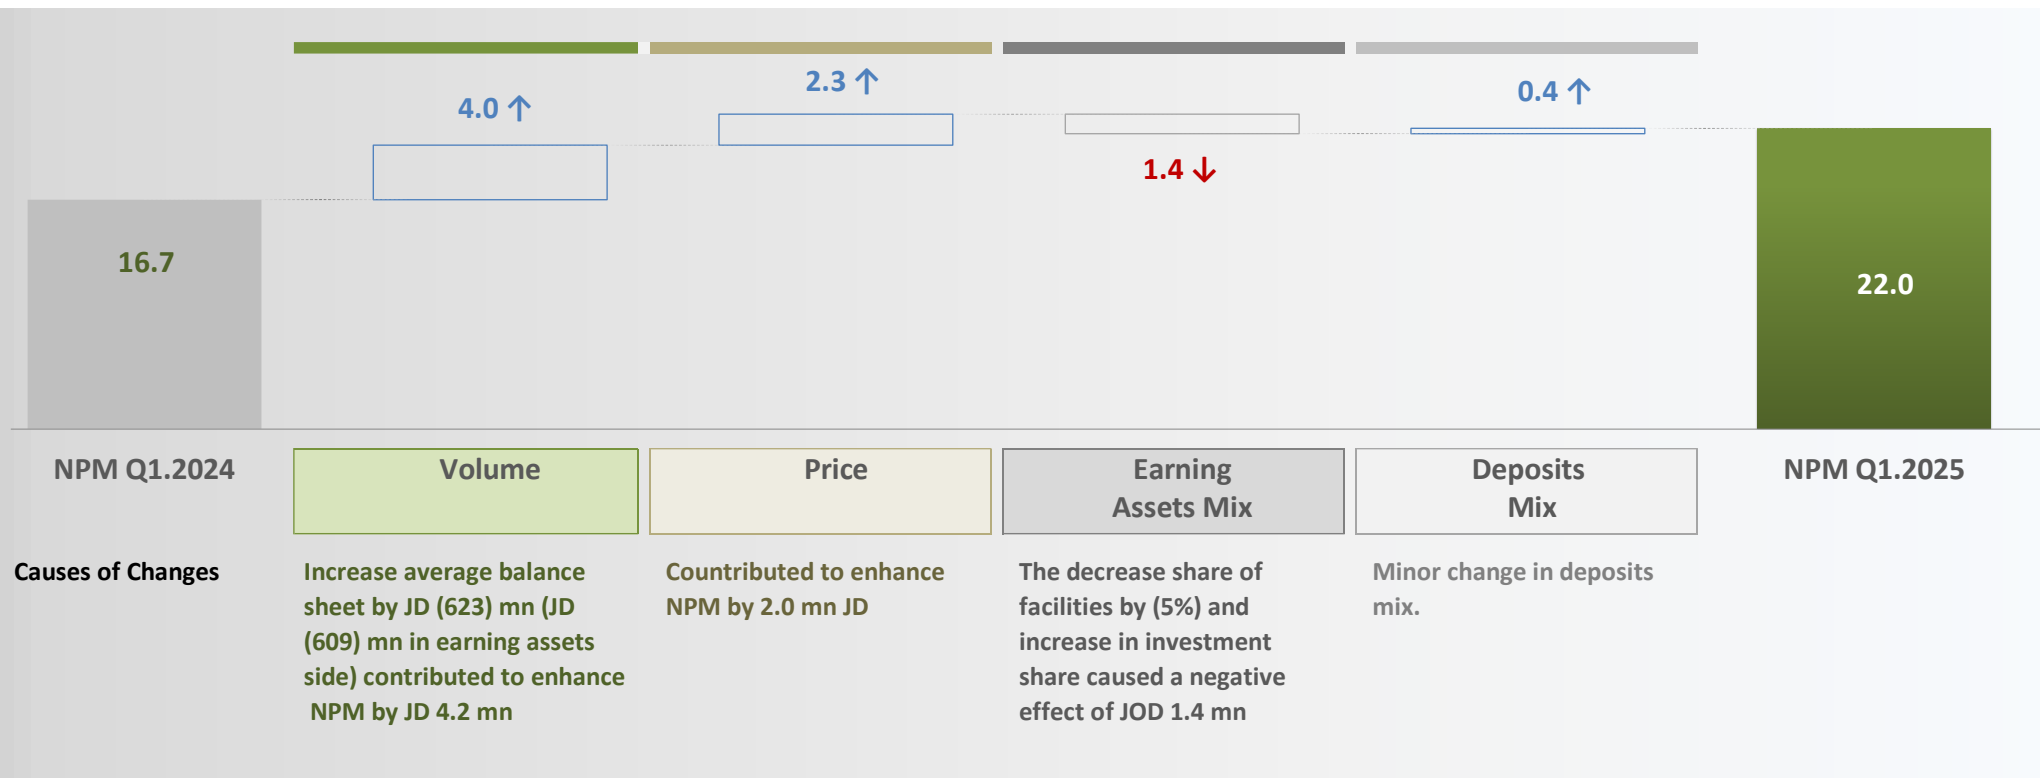 4.0 ↑
2.3 ↑
1.4 ↓
0.4 ↑
16.7
22.0
NPM Q1.2024
Volume
Price
Earning
Assets Mix
Deposits
Mix
NPM Q1.2025
Causes of Changes
Increase average balance
sheet by JD (623) mn (JD
(609) mn in earning assets
side) contributed to enhance
NPM by JD 4.2 mn
Countributed to enhance
NPM by 2.0 mn JD
The decrease share of
facilities by (5%) and
increase in investment
share caused a negative
effect of JOD 1.4 mn
Minor change in deposits
mix.